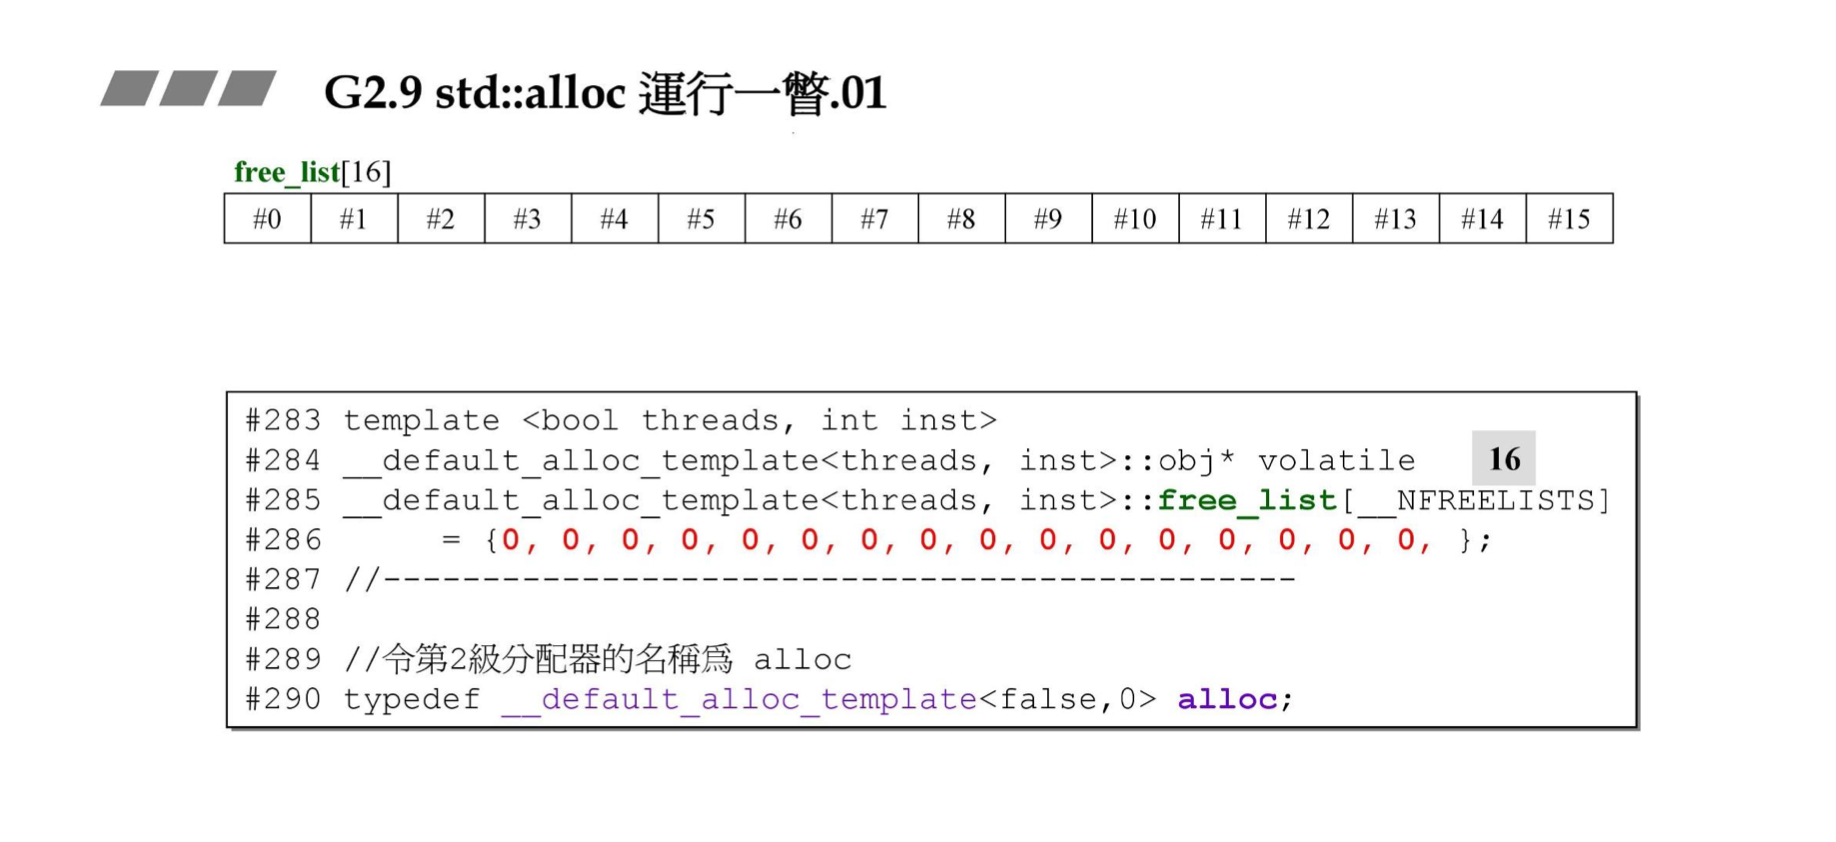 G2.9 std::alloc 運行一瞥.01
free_list[16]
#0 #1 #2 #3 #4 #5 #6 #7 #8 #9 #10 #11 #12 #13 #14 #15
#283 template <bool threads, int inst>
#284 __default_alloc_template<threads, inst>::obj* volatile 16
#285 __default_alloc_template<threads, inst>::free_list[__NFREELISTS]
#286      = {0, 0, 0, 0, 0, 0, 0, 0, 0, 0, 0, 0, 0, 0, 0, 0, };
#287 //----------------------------------------------
#288
#289 //令第2級分配器的名稱為 alloc
#290 typedef __default_alloc_template<false,0> alloc;